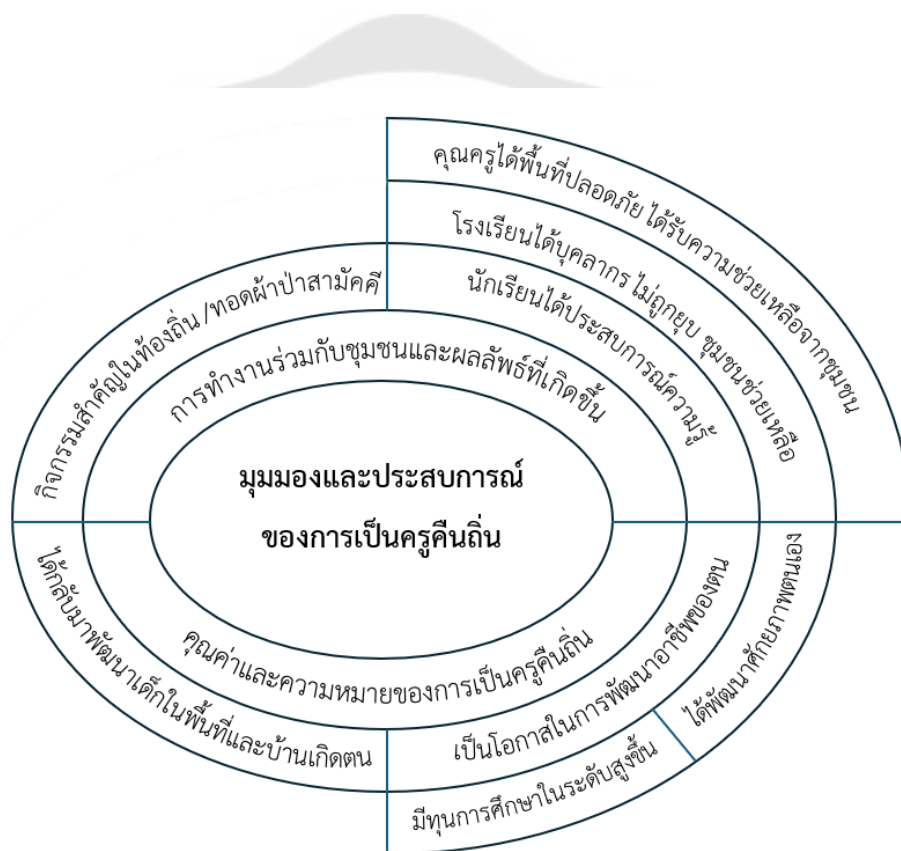 คุณครูได้พื้นที่ปลอดภัย ได้รับความช่วยเหลือจากชุมชน
โรงเรียนได้บุคลากร ไม่ถูกยุบ ชุมชนช่วยเหลือ
นักเรียนได้ประสบการณ์ความรู้
กิจกรรมสำคัญในท้องถิ่น /ทอดผ้าป่าสามัคคี
การทำงานร่วมกับชุมชนและผลลัพธ์ที่เกิดขึ้น
มุมมองและประสบการณ์
ของการเป็นครูคืนถิ่น
คุณค่าและความหมายของการเป็นครูคืนถิ่น
ได้กลับมาพัฒนาเด็กในพื้นที่และบ้านเกิดตน
เป็นโอกาสในการพัฒนาอาชีพของตน
ได้พัฒนาศักยภาพตนเอง
มีทุนการศึกษาในระดับสูงขึ้น